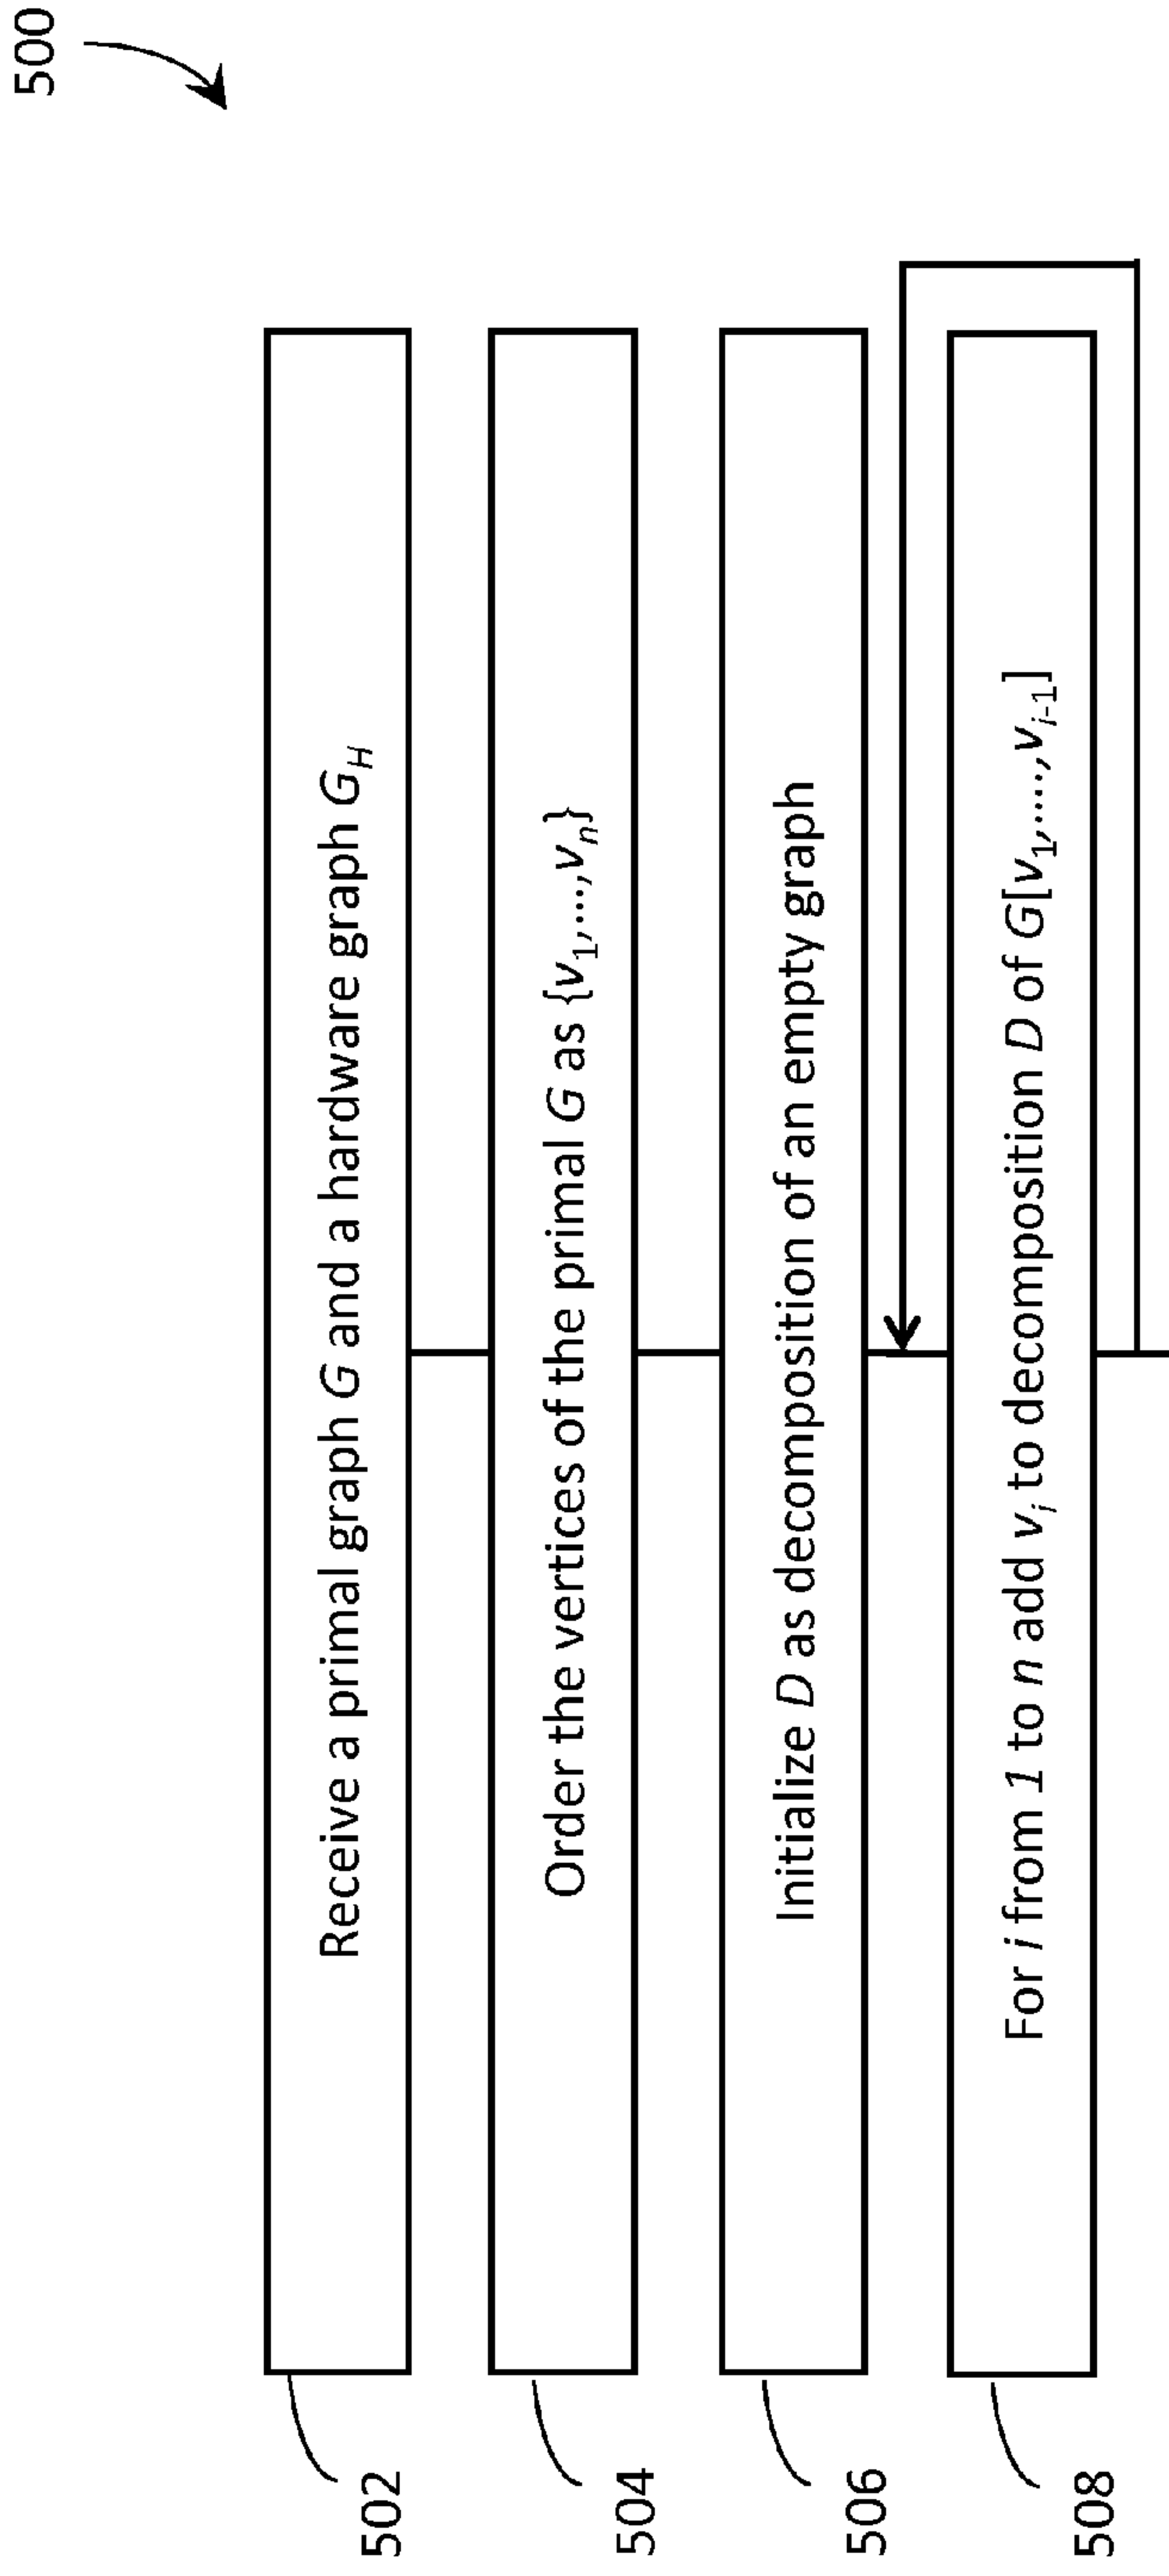 500
502
Receive a primal graph G and a hardware graph G_H
504
Order the vertices of the primal G as {v_1,...,v_n}
506
Initialize D as decomposition of an empty graph
508
For i from 1 to n add v_i to decomposition D of G[v_1,.....,v_{i-1}]